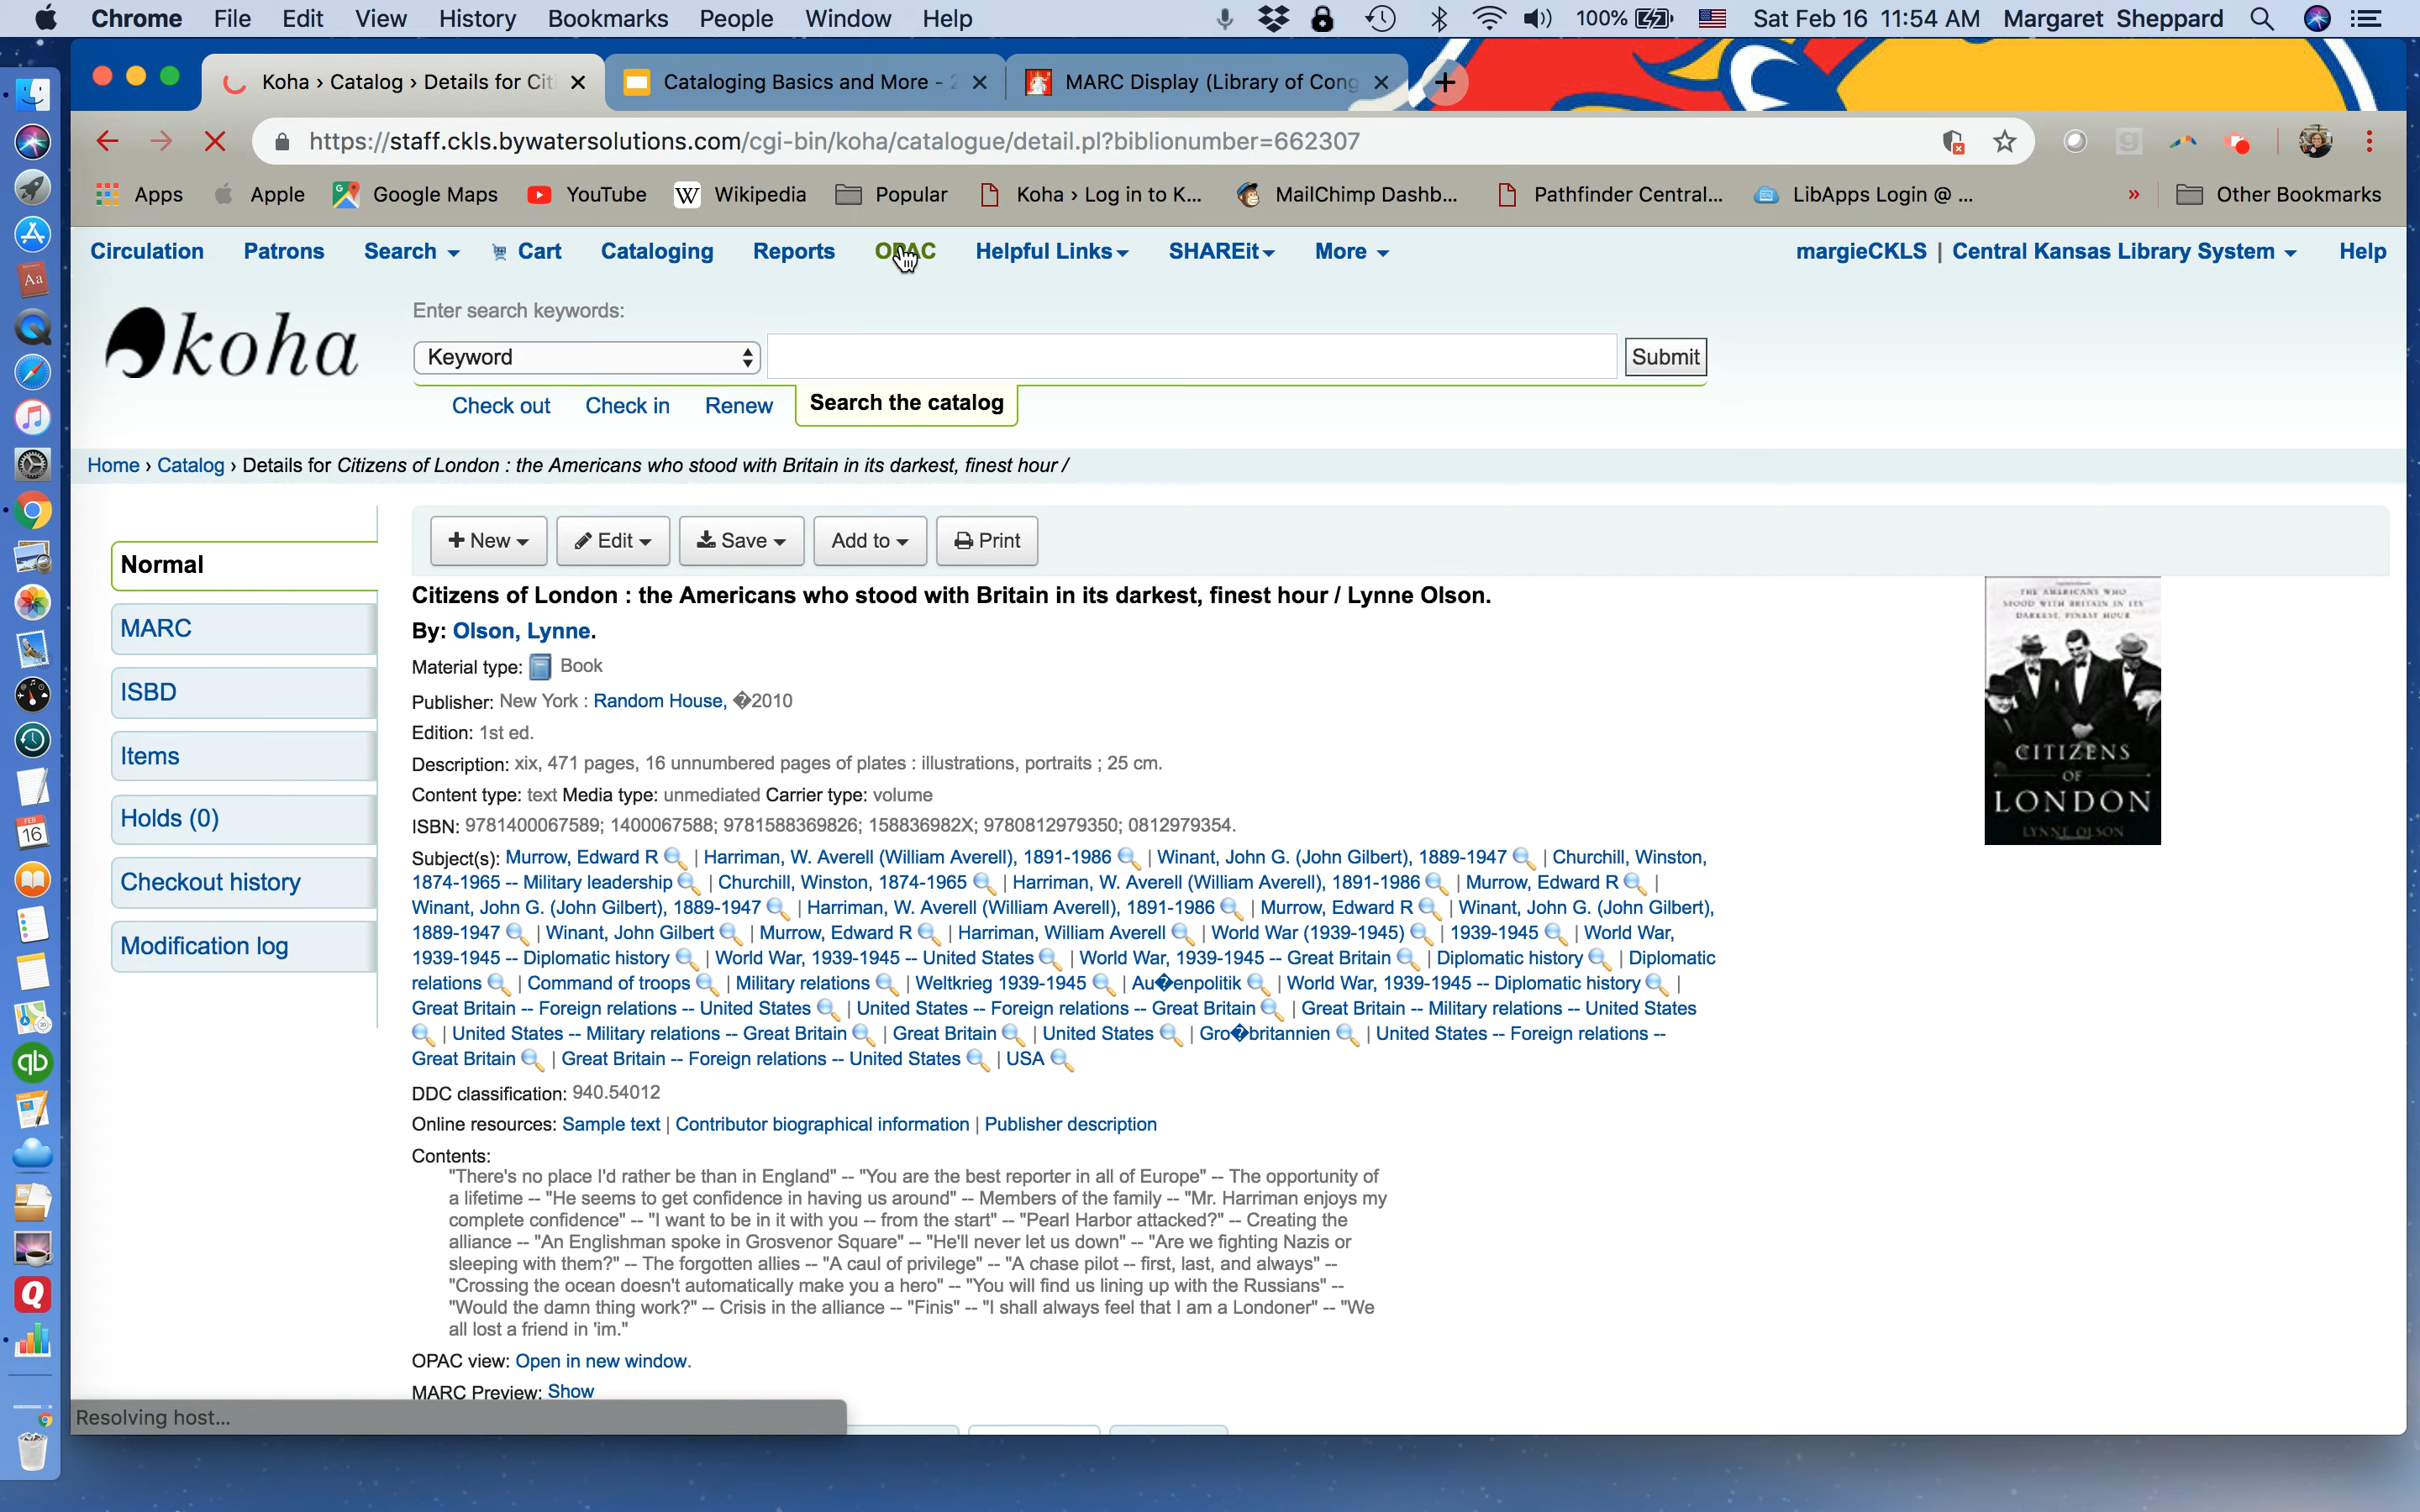 Chrome File Edit View History Bookmarks People Window Help 100% Sat Feb 16 11:54 AM Margaret Sheppard
Koha › Catalog › Details for Cit Cataloging Basics and More - 2 MARC Display (Library of Cong
https://staff.ckls.bywatersolutions.com/cgi-bin/koha/catalogue/detail.pl?biblionumber=662307
Apps Apple Google Maps YouTube Wikipedia Popular Koha › Log in to K... MailChimp Dashb... Pathfinder Central... LibApps Login @ ... » Other Bookmarks
Circulation Patrons Search Cart Cataloging Reports OPAC Helpful Links SHAREit More margieCKLS | Central Kansas Library System Help
koha
Enter search keywords:
Keyword Submit
Check out Check in Renew Search the catalog
Home › Catalog › Details for Citizens of London : the Americans who stood with Britain in its darkest, finest hour /
+ New Edit Save Add to Print
Normal
MARC
ISBD
Items
Holds (0)
Checkout history
Modification log
Citizens of London : the Americans who stood with Britain in its darkest, finest hour / Lynne Olson.
By: Olson, Lynne.
Material type: Book
Publisher: New York : Random House, �2010
Edition: 1st ed.
Description: xix, 471 pages, 16 unnumbered pages of plates : illustrations, portraits ; 25 cm.
Content type: text Media type: unmediated Carrier type: volume
ISBN: 9781400067589; 1400067588; 9781588369826; 158836982X; 9780812979350; 0812979354.
Subject(s): Murrow, Edward R | Harriman, W. Averell (William Averell), 1891-1986 | Winant, John G. (John Gilbert), 1889-1947 | Churchill, Winston,
1874-1965 -- Military leadership | Churchill, Winston, 1874-1965 | Harriman, W. Averell (William Averell), 1891-1986 | Murrow, Edward R |
Winant, John G. (John Gilbert), 1889-1947 | Harriman, W. Averell (William Averell), 1891-1986 | Murrow, Edward R | Winant, John G. (John Gilbert),
1889-1947 | Winant, John Gilbert | Murrow, Edward R | Harriman, William Averell | World War (1939-1945) | 1939-1945 | World War,
1939-1945 -- Diplomatic history | World War, 1939-1945 -- United States | World War, 1939-1945 -- Great Britain | Diplomatic history | Diplomatic
relations | Command of troops | Military relations | Weltkrieg 1939-1945 | Au�enpolitik | World War, 1939-1945 -- Diplomatic history |
Great Britain -- Foreign relations -- United States | United States -- Foreign relations -- Great Britain | Great Britain -- Military relations -- United States
| United States -- Military relations -- Great Britain | Great Britain | United States | Gro�britannien | United States -- Foreign relations --
Great Britain | Great Britain -- Foreign relations -- United States | USA
DDC classification: 940.54012
Online resources: Sample text | Contributor biographical information | Publisher description
Contents:
"There's no place I'd rather be than in England" -- "You are the best reporter in all of Europe" -- The opportunity of
a lifetime -- "He seems to get confidence in having us around" -- Members of the family -- "Mr. Harriman enjoys my
complete confidence" -- "I want to be in it with you -- from the start" -- "Pearl Harbor attacked?" -- Creating the
alliance -- "An Englishman spoke in Grosvenor Square" -- "He'll never let us down" -- "Are we fighting Nazis or
sleeping with them?" -- The forgotten allies -- "A caul of privilege" -- "A chase pilot -- first, last, and always" --
"Crossing the ocean doesn't automatically make you a hero" -- "You will find us lining up with the Russians" --
"Would the damn thing work?" -- Crisis in the alliance -- "Finis" -- "I shall always feel that I am a Londoner" -- "We
all lost a friend in 'im."
OPAC view: Open in new window.
MARC Preview: Show
Resolving host...
THE AMERICANS WHO
STOOD WITH BRITAIN IN ITS
DARKEST, FINEST HOUR
CITIZENS
OF
LONDON
LYNNE OLSON
FEB
16
Aa
qb
Q